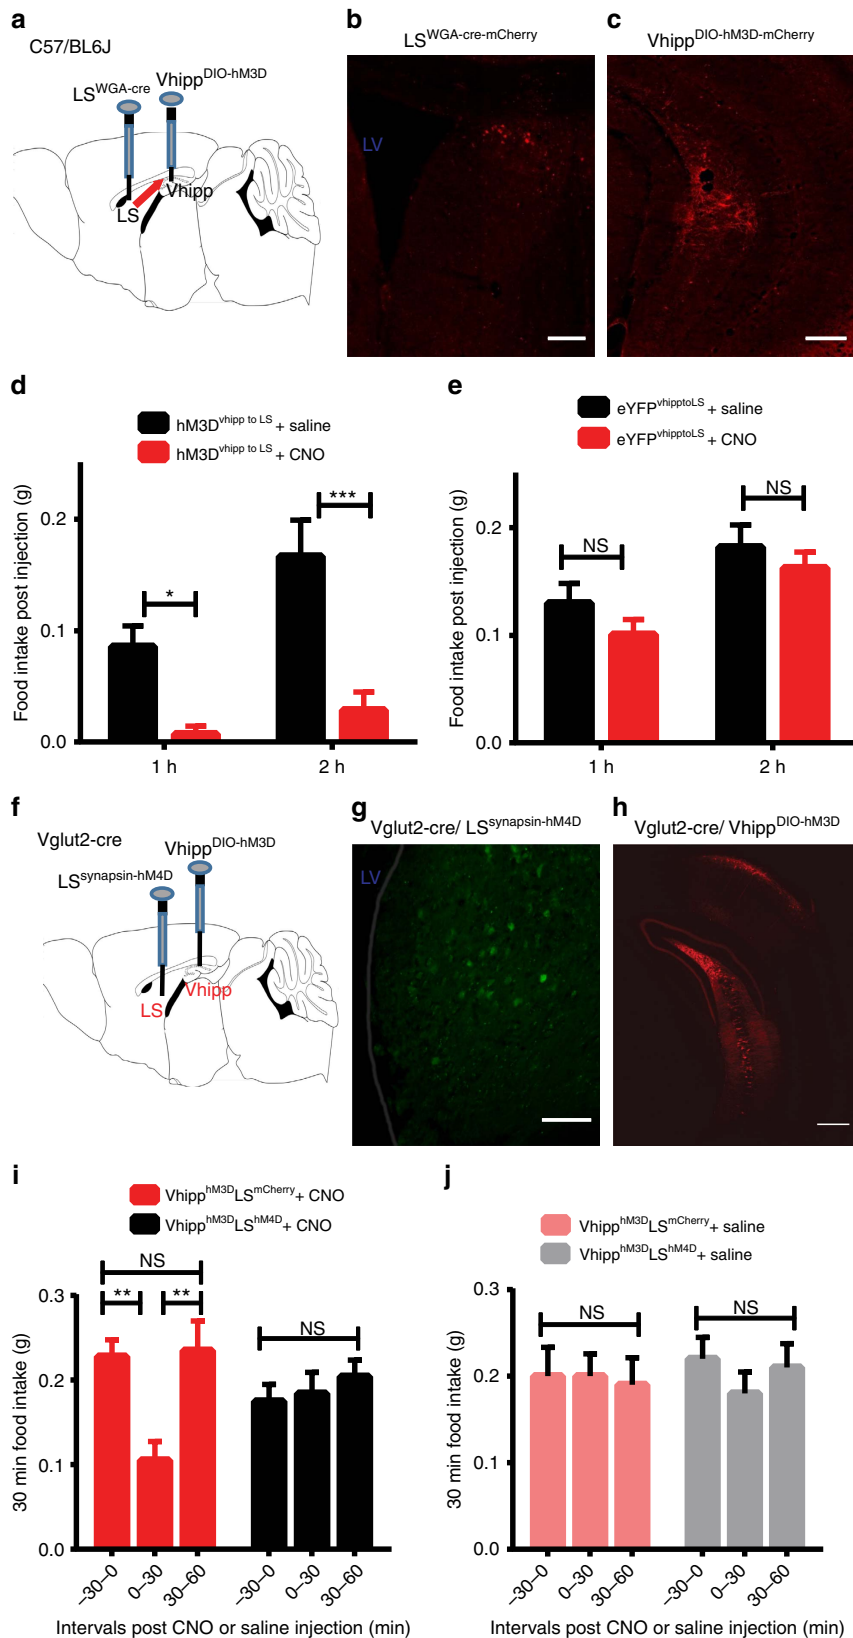 a
C57/BL6J
LS^WGA-cre
Vhipp^DIO-hM3D
Vhipp
LS
b
LS^WGA-cre-mCherry
LV
c
Vhipp^DIO-hM3D-mCherry
d
hM3D^vhipp to LS + saline
hM3D^vhipp to LS + CNO
Food intake post injection (g)
0.2
0.1
0.0
*
***
1 h
2 h
e
eYFP^vhipptoLS + saline
eYFP^vhipptoLS + CNO
Food intake post injection (g)
0.2
0.1
0.0
NS
NS
1 h
2 h
f
Vglut2-cre
Vhipp^DIO-hM3D
LS^synapsin-hM4D
Vhipp
LS
g
Vglut2-cre/ LS^synapsin-hM4D
LV
h
Vglut2-cre/ Vhipp^DIO-hM3D
i
Vhipp^hM3D LS^mCherry + CNO
Vhipp^hM3D LS^hM4D + CNO
30 min food intake (g)
0.3
0.2
0.1
0.0
NS
**
**
NS
–30–0
0–30
30–60
–30–0
0–30
30–60
Intervals post CNO or saline injection (min)
j
Vhipp^hM3D LS^mCherry + saline
Vhipp^hM3D LS^hM4D + saline
30 min food intake (g)
0.3
0.2
0.1
0.0
NS
NS
–30–0
0–30
30–60
–30–0
0–30
30–60
Intervals post CNO or saline injection (min)